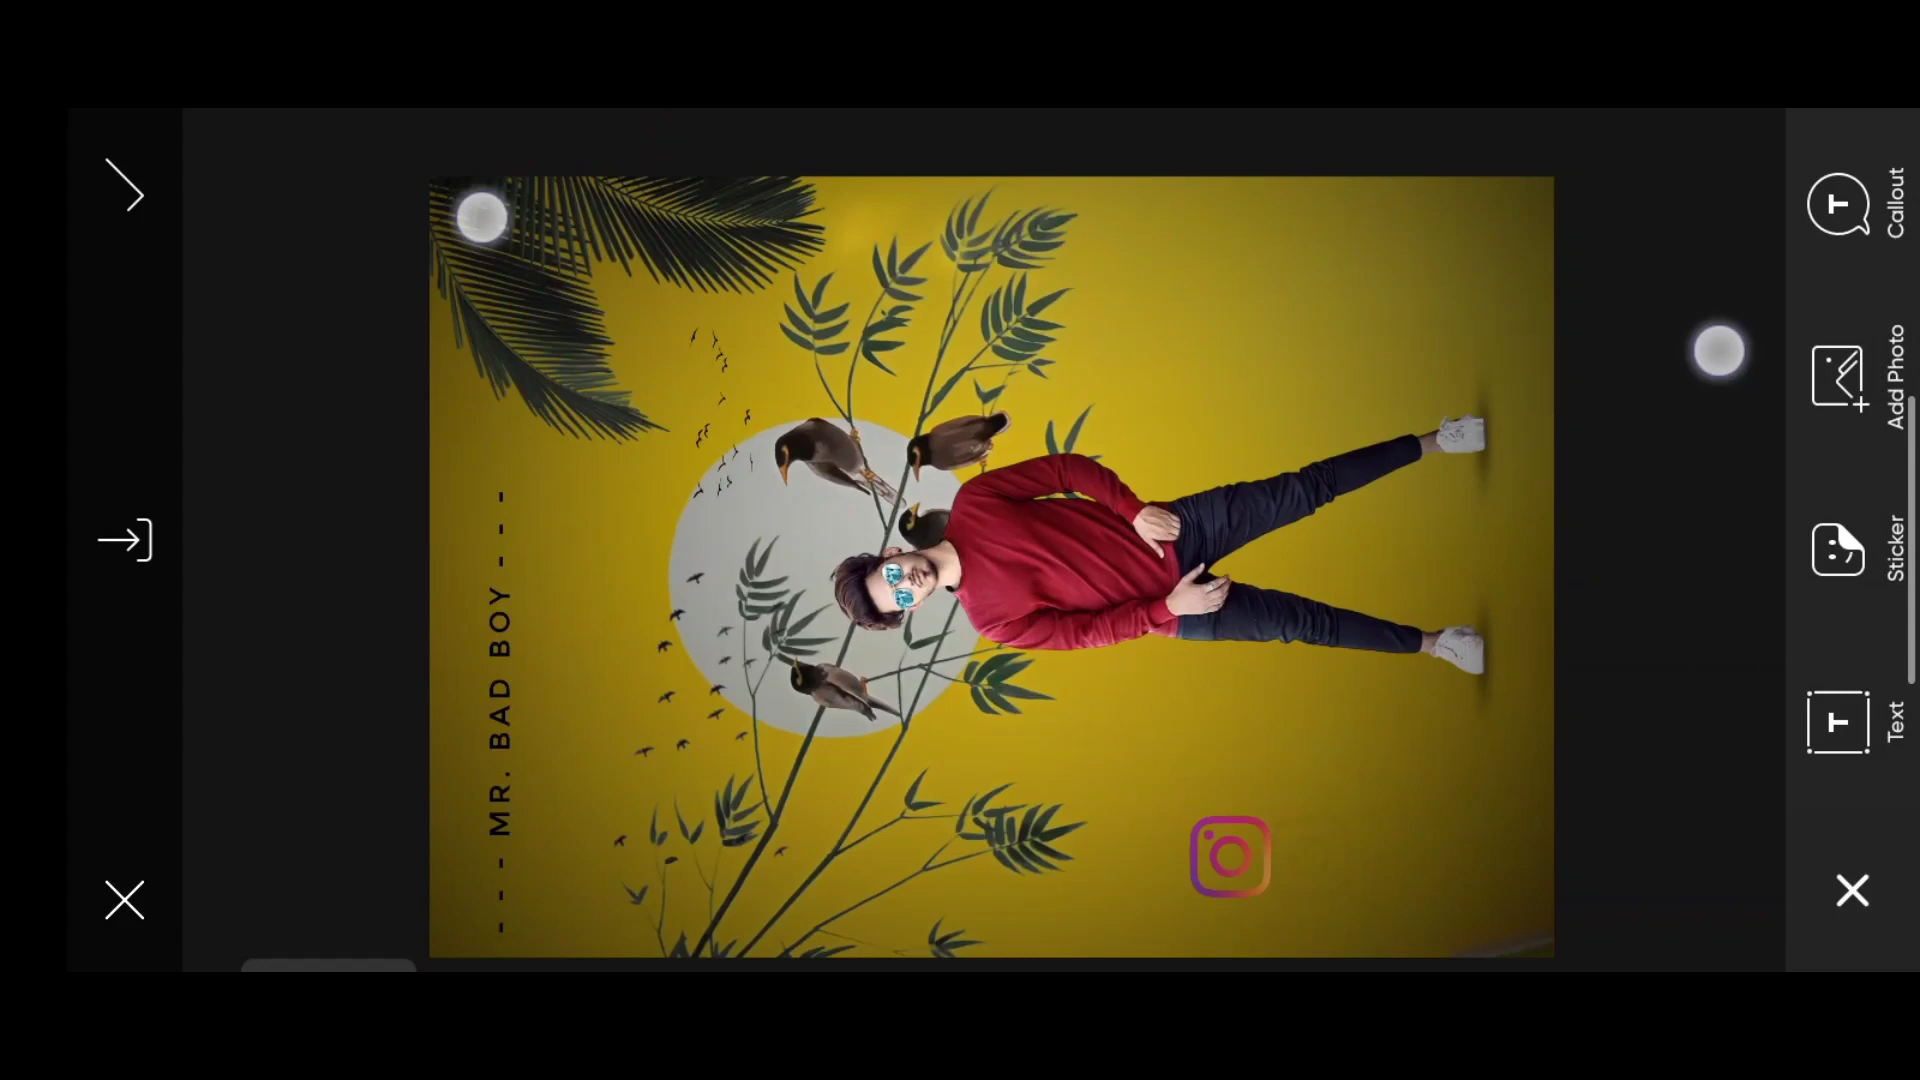 - - - MR. BAD BOY - - -
T
Text
Sticker
Add Photo
T
Callout